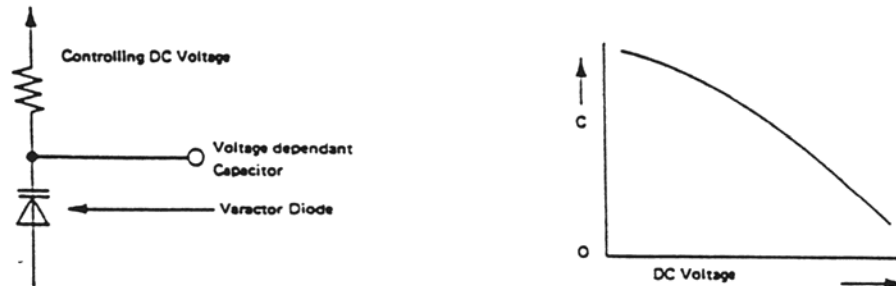 Controlling DC Voltage
Voltage dependant
Capacitor
Varactor Diode
C
O
DC Voltage